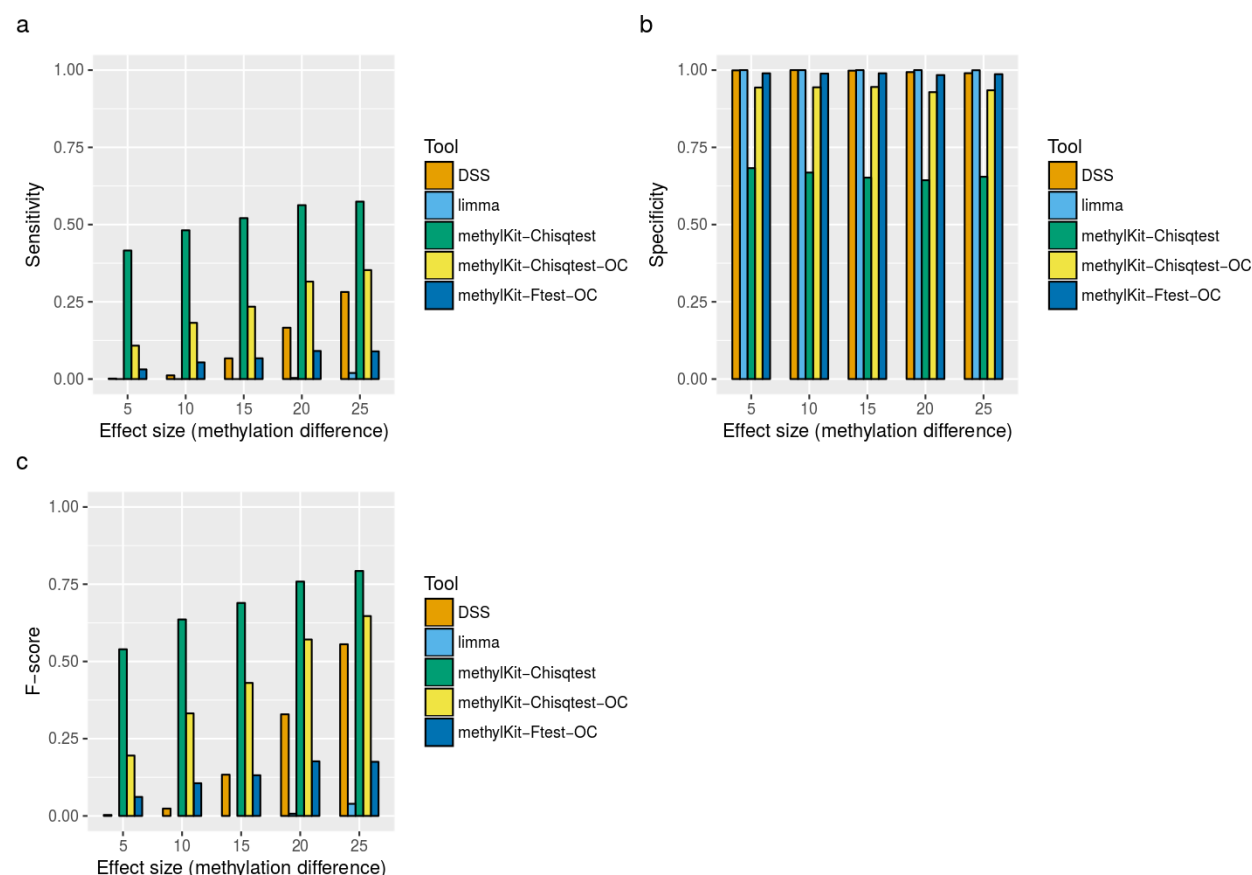 a
1.00
0.75
0.50
0.25
0.00
Sensitivity
5 10 15 20 25
Effect size (methylation difference)
Tool
DSS
limma
methylKit−Chisqtest
methylKit−Chisqtest−OC
methylKit−Ftest−OC
b
1.00
0.75
0.50
0.25
0.00
Specificity
5 10 15 20 25
Effect size (methylation difference)
Tool
DSS
limma
methylKit−Chisqtest
methylKit−Chisqtest−OC
methylKit−Ftest−OC
c
1.00
0.75
0.50
0.25
0.00
F−score
5 10 15 20 25
Effect size (methylation difference)
Tool
DSS
limma
methylKit−Chisqtest
methylKit−Chisqtest−OC
methylKit−Ftest−OC